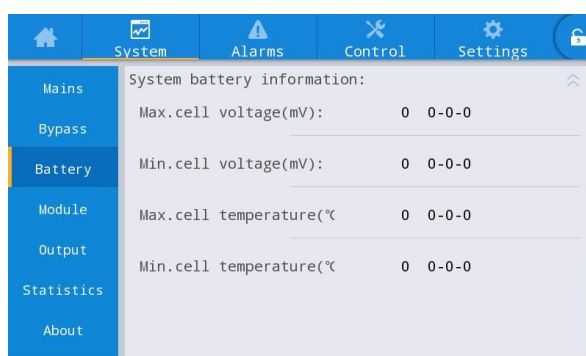 System Alarms Control Settings
Mains
Bypass
Battery
Module
Output
Statistics
About
System battery information:
Max.cell voltage(mV): 0 0-0-0
Min.cell voltage(mV): 0 0-0-0
Max.cell temperature(℃ 0 0-0-0
Min.cell temperature(℃ 0 0-0-0